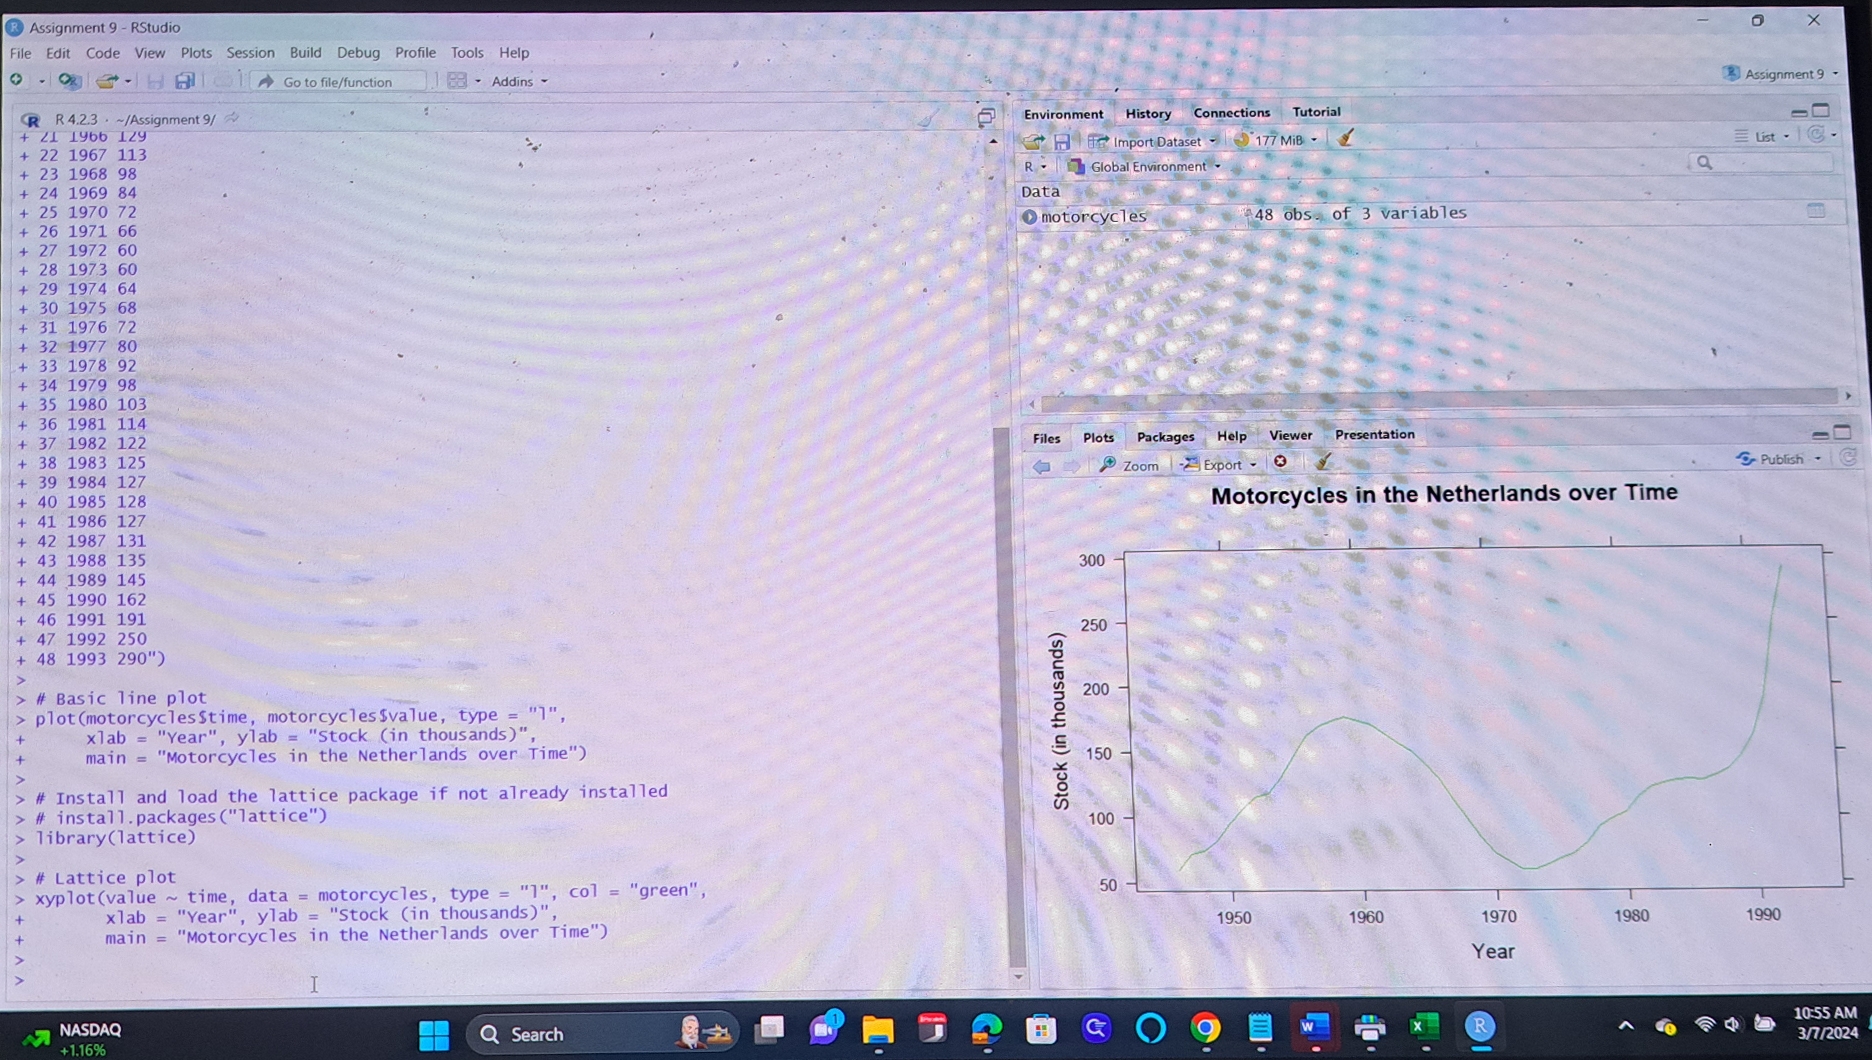 Assignment 9 - RStudio
File Edit Code View Plots Session Build Debug Profile Tools Help
Go to file/function Addins
Assignment 9
R 4.2.3 · ~/Assignment 9/
+ 21 1966 129
+ 22 1967 113
+ 23 1968 98
+ 24 1969 84
+ 25 1970 72
+ 26 1971 66
+ 27 1972 60
+ 28 1973 60
+ 29 1974 64
+ 30 1975 68
+ 31 1976 72
+ 32 1977 80
+ 33 1978 92
+ 34 1979 98
+ 35 1980 103
+ 36 1981 114
+ 37 1982 122
+ 38 1983 125
+ 39 1984 127
+ 40 1985 128
+ 41 1986 127
+ 42 1987 131
+ 43 1988 135
+ 44 1989 145
+ 45 1990 162
+ 46 1991 191
+ 47 1992 250
+ 48 1993 290")
>
> # Basic line plot
> plot(motorcycles$time, motorcycles$value, type = "l",
+ xlab = "Year", ylab = "Stock (in thousands)",
+ main = "Motorcycles in the Netherlands over Time")
>
> # Install and load the lattice package if not already installed
> # install.packages("lattice")
> library(lattice)
>
> # Lattice plot
> xyplot(value ~ time, data = motorcycles, type = "l", col = "green",
+ xlab = "Year", ylab = "Stock (in thousands)",
+ main = "Motorcycles in the Netherlands over Time")
>
>
Environment History Connections Tutorial
Import Dataset 177 MiB List
R Global Environment
Data
motorcycles 48 obs. of 3 variables
Files Plots Packages Help Viewer Presentation
Zoom Export Publish
Motorcycles in the Netherlands over Time
Stock (in thousands)
300
250
200
150
100
50
1950 1960 1970 1980 1990
Year
NASDAQ
+1.16%
Search
1
10:55 AM
3/7/2024